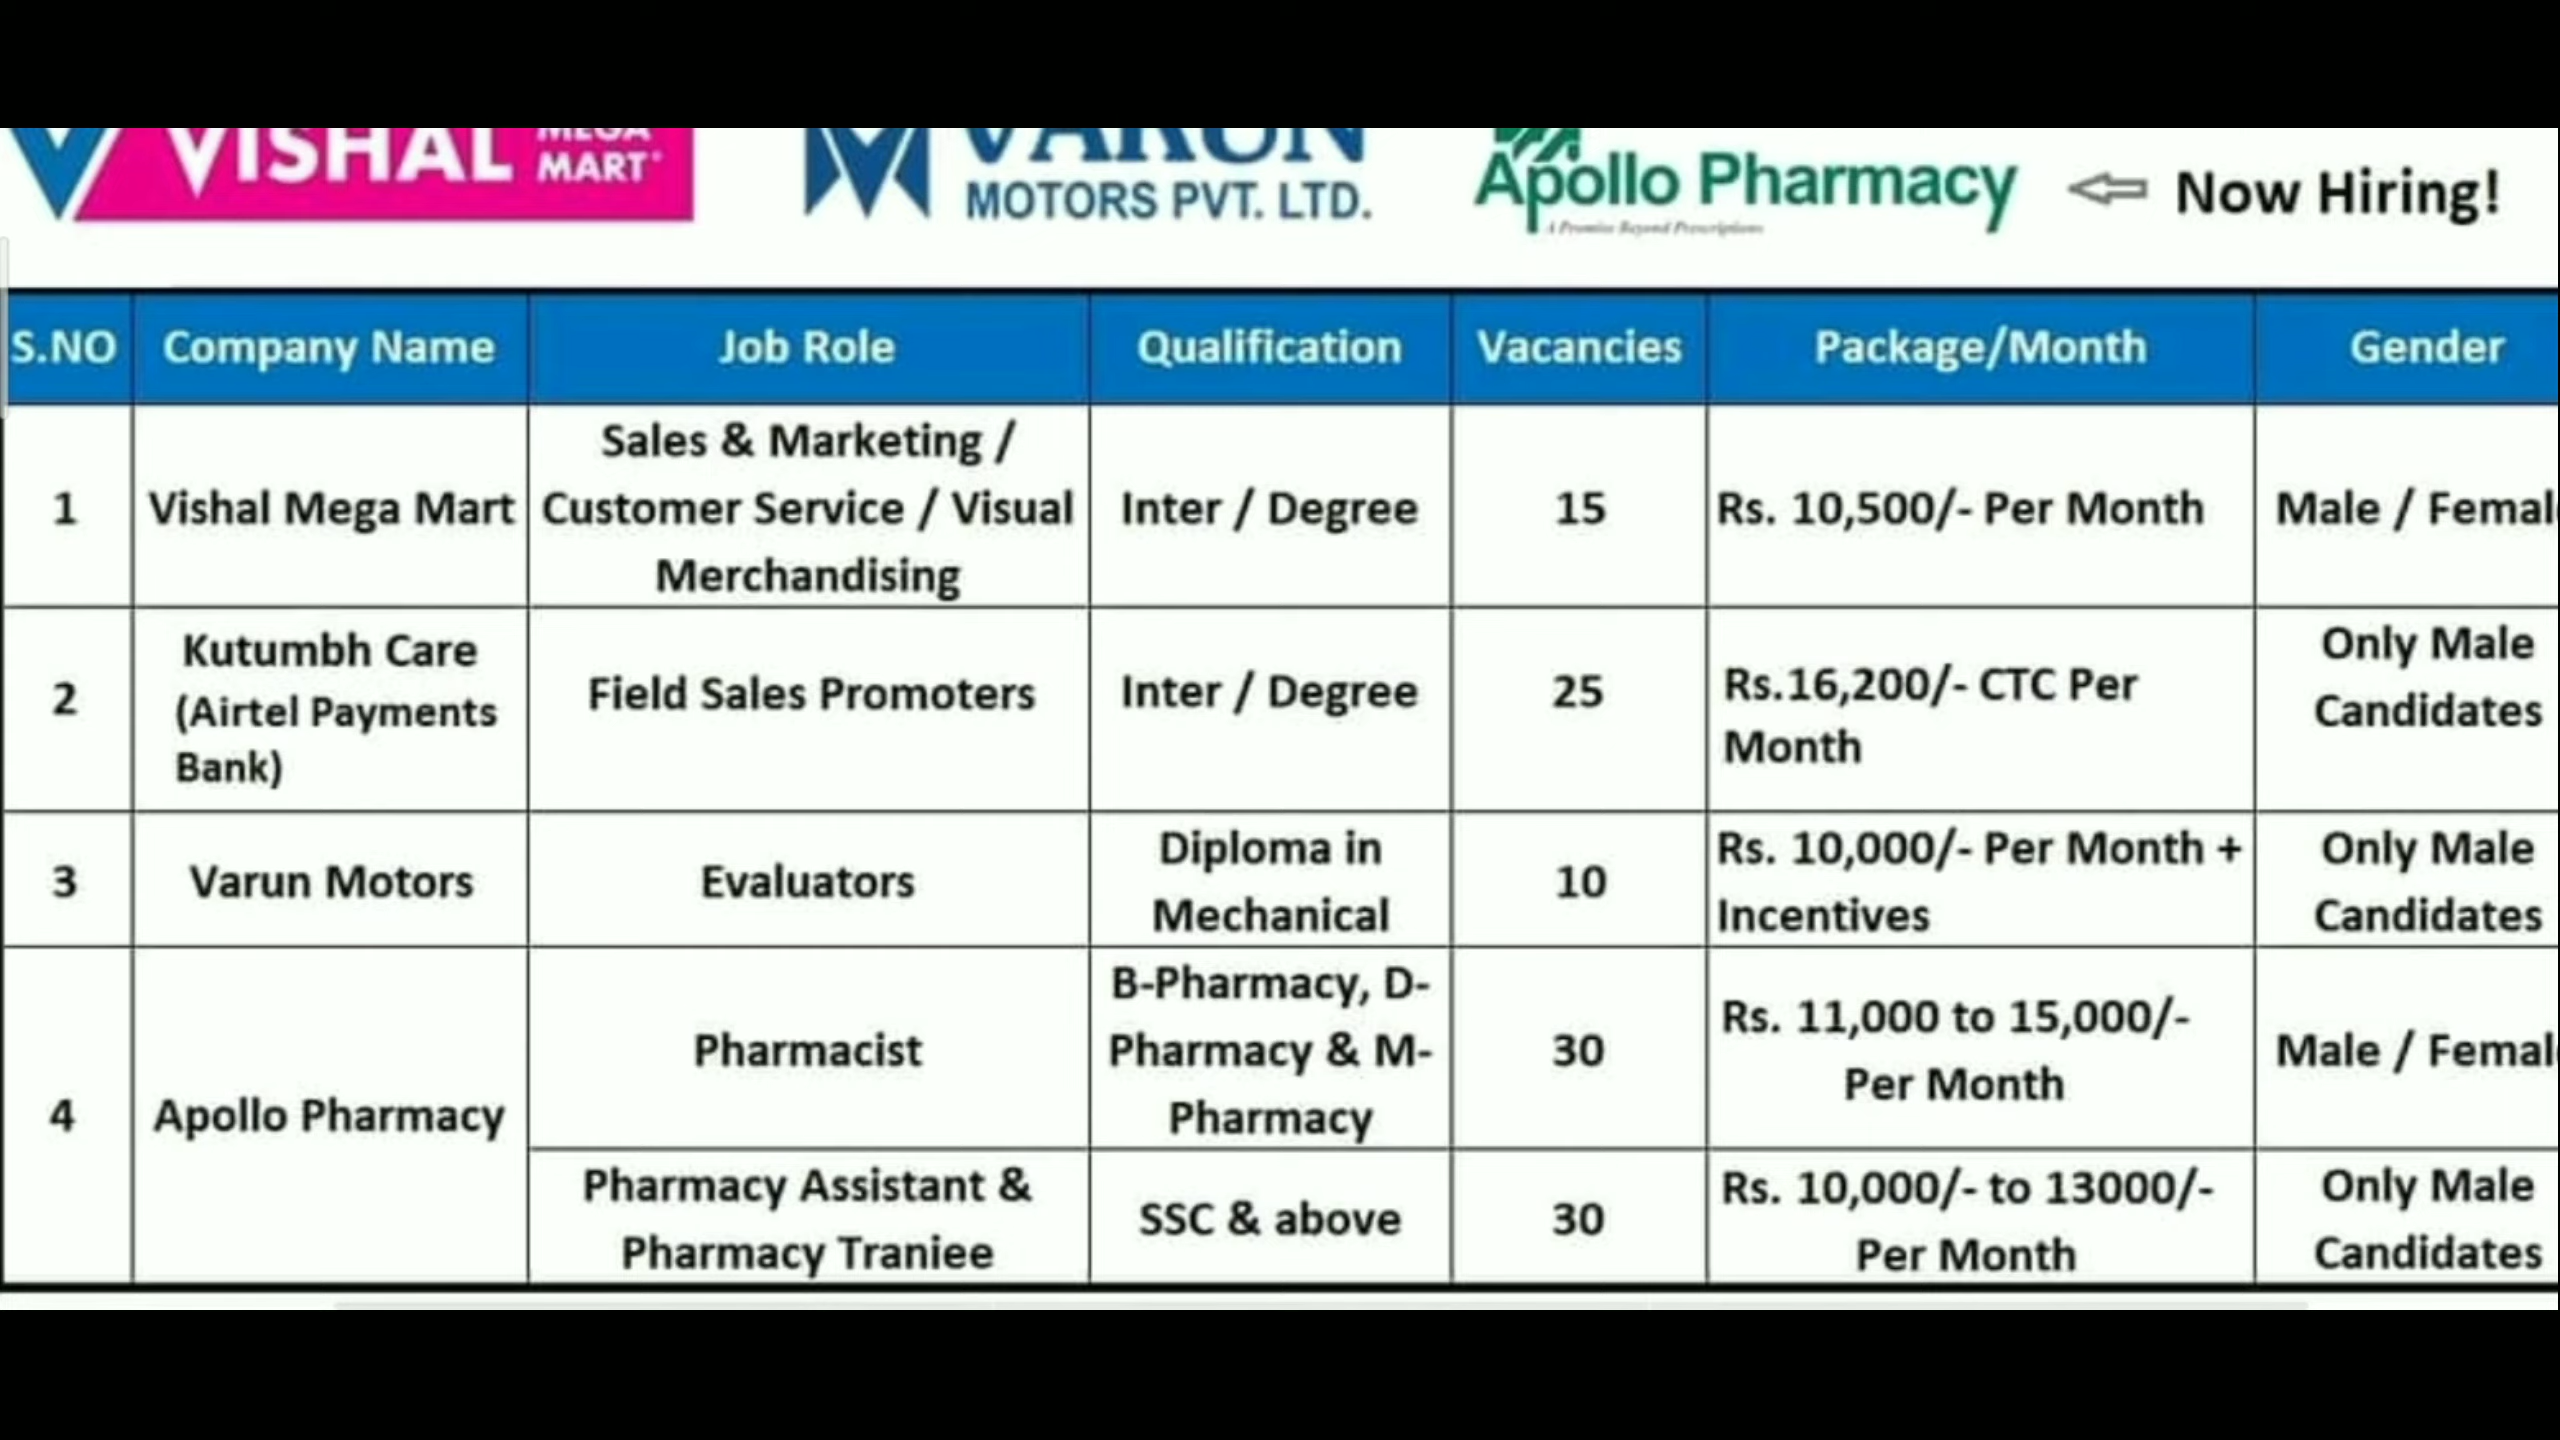 VISHAL MEGA MART
VARUN
MOTORS PVT. LTD.
Apollo Pharmacy
A Promise Beyond Prescriptions
Now Hiring!
S.NO Company Name Job Role Qualification Vacancies Package/Month Gender
1 Vishal Mega Mart
Sales & Marketing /
Customer Service / Visual
Merchandising
Inter / Degree 15 Rs. 10,500/- Per Month Male / Femal
2
Kutumbh Care
(Airtel Payments
Bank)
Field Sales Promoters Inter / Degree 25
Rs.16,200/- CTC Per
Month
Only Male
Candidates
3 Varun Motors Evaluators
Diploma in
Mechanical
10
Rs. 10,000/- Per Month +
Incentives
Only Male
Candidates
4 Apollo Pharmacy
Pharmacist
B-Pharmacy, D-
Pharmacy & M-
Pharmacy
30
Rs. 11,000 to 15,000/-
Per Month
Male / Femal
Pharmacy Assistant &
Pharmacy Traniee
SSC & above 30
Rs. 10,000/- to 13000/-
Per Month
Only Male
Candidates